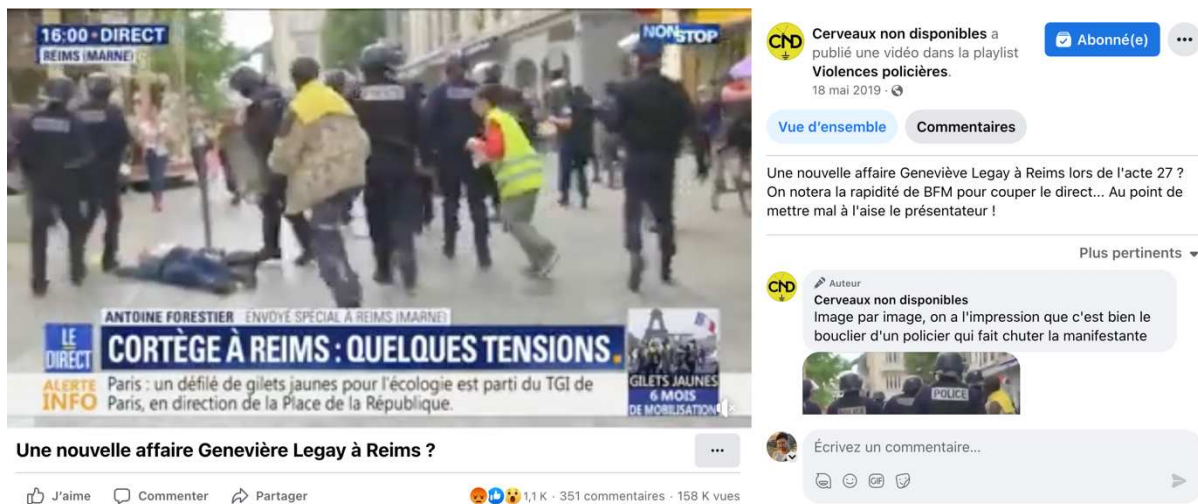 16:00 • DIRECT
REIMS (MARNE)
NON STOP
POLICE
ANTOINE FORESTIER ENVOYÉ SPÉCIAL À REIMS (MARNE)
LE DIRECT
CORTÈGE À REIMS : QUELQUES TENSIONS.
ALERTE INFO
Paris : un défilé de gilets jaunes pour l'écologie est parti du TGI de
Paris, en direction de la Place de la République.
GILETS JAUNES
6 MOIS
DE MOBILISATION
Une nouvelle affaire Genevière Legay à Reims ?
...
J'aime Commenter Partager
1,1 K · 351 commentaires · 158 K vues
CND
Cerveaux non disponibles a
publié une vidéo dans la playlist
Violences policières.
18 mai 2019 ·
Abonné(e)
...
Vue d'ensemble Commentaires
Une nouvelle affaire Geneviève Legay à Reims lors de l'acte 27 ?
On notera la rapidité de BFM pour couper le direct... Au point de
mettre mal à l'aise le présentateur !
Plus pertinents
CND
Auteur
Cerveaux non disponibles
Image par image, on a l'impression que c'est bien le
bouclier d'un policier qui fait chuter la manifestante
POLICE
Écrivez un commentaire...
GIF